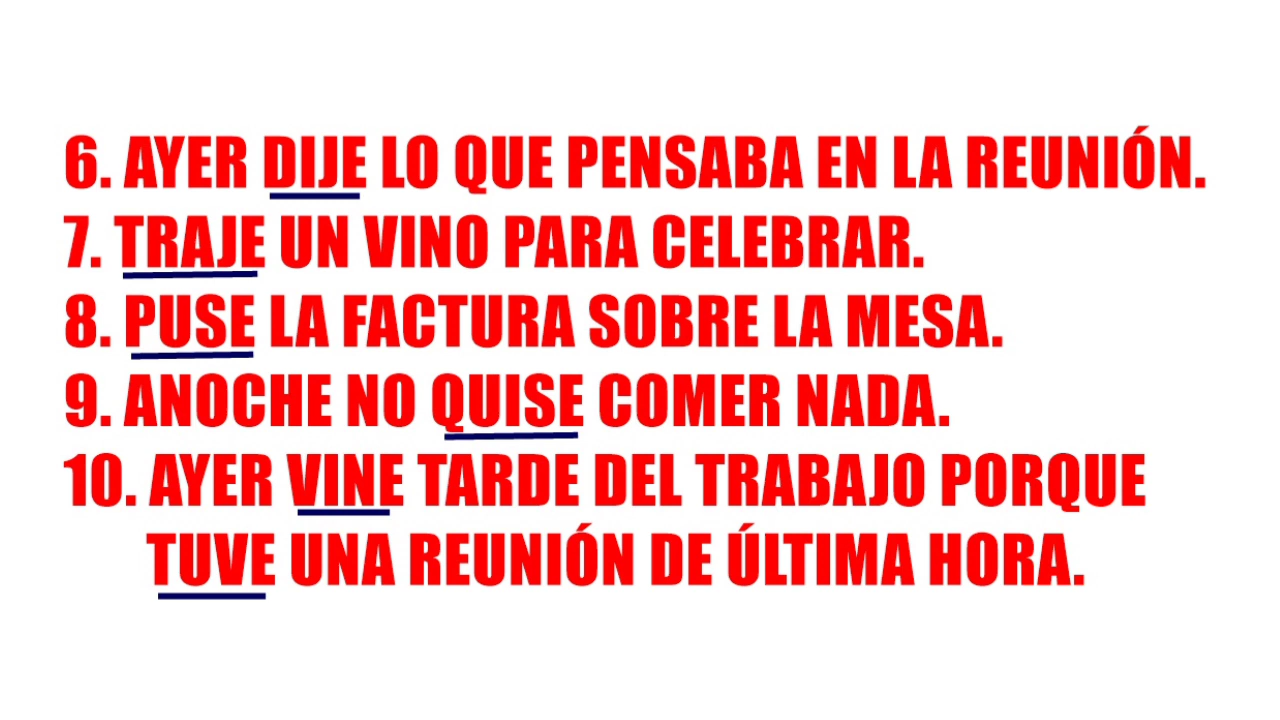 6. AYER DIJE LO QUE PENSABA EN LA REUNIÓN.
7. TRAJE UN VINO PARA CELEBRAR.
8. PUSE LA FACTURA SOBRE LA MESA.
9. ANOCHE NO QUISE COMER NADA.
10. AYER VINE TARDE DEL TRABAJO PORQUE
TUVE UNA REUNIÓN DE ÚLTIMA HORA.